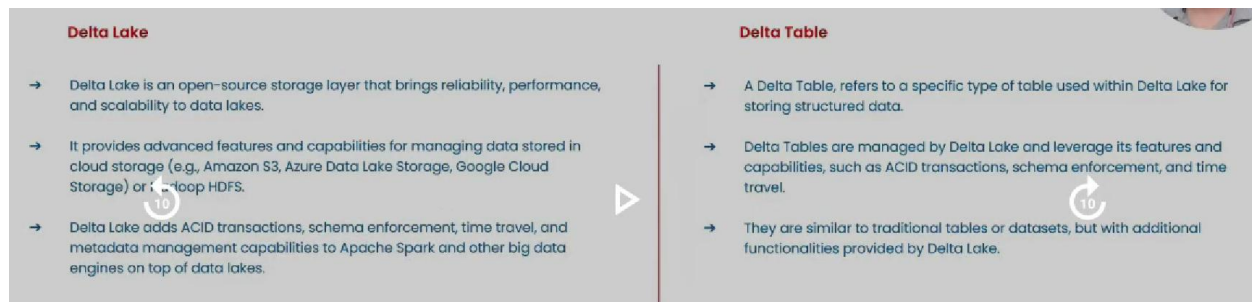 Delta Lake
→ Delta Lake is an open-source storage layer that brings reliability, performance,
and scalability to data lakes.
→ It provides advanced features and capabilities for managing data stored in
cloud storage (e.g., Amazon S3, Azure Data Lake Storage, Google Cloud
Storage) or HDFS.
→ Delta Lake adds ACID transactions, schema enforcement, time travel, and
metadata management capabilities to Apache Spark and other big data
engines on top of data lakes.
Delta Table
→ A Delta Table, refers to a specific type of table used within Delta Lake for
storing structured data.
→ Delta Tables are managed by Delta Lake and leverage its features and
capabilities, such as ACID transactions, schema enforcement, and time
travel.
→ They are similar to traditional tables or datasets, but with additional
functionalities provided by Delta Lake.
10
10